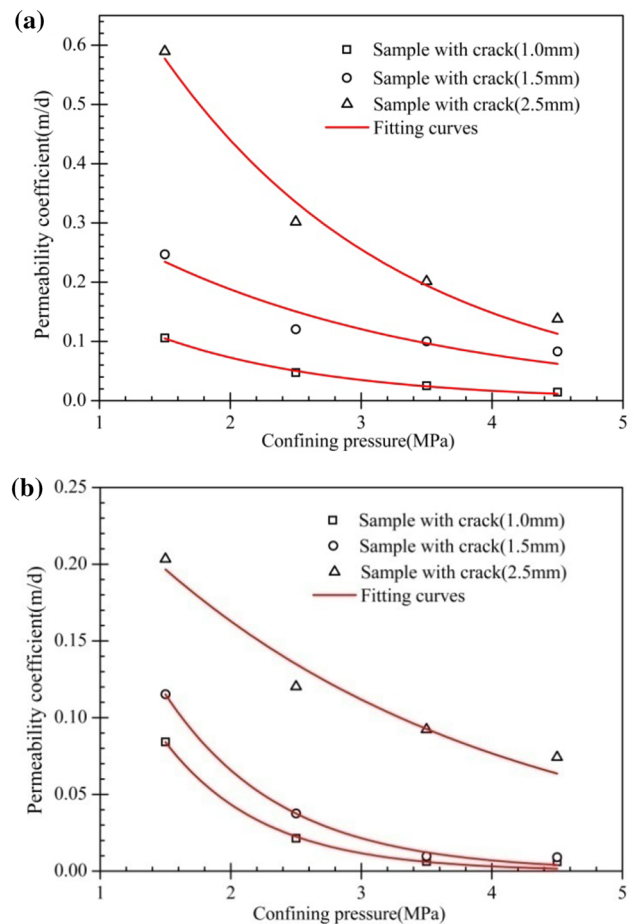 (a)
0.6
0.5
0.4
0.3
0.2
0.1
0.0
Permeability coefficient(m/d)
Sample with crack(1.0mm)
Sample with crack(1.5mm)
Sample with crack(2.5mm)
Fitting curves
1 2 3 4 5
Confining pressure(MPa)
(b)
0.25
0.20
0.15
0.10
0.05
0.00
Permeability coefficient(m/d)
Sample with crack(1.0mm)
Sample with crack(1.5mm)
Sample with crack(2.5mm)
Fitting curves
1 2 3 4 5
Confining pressure(MPa)